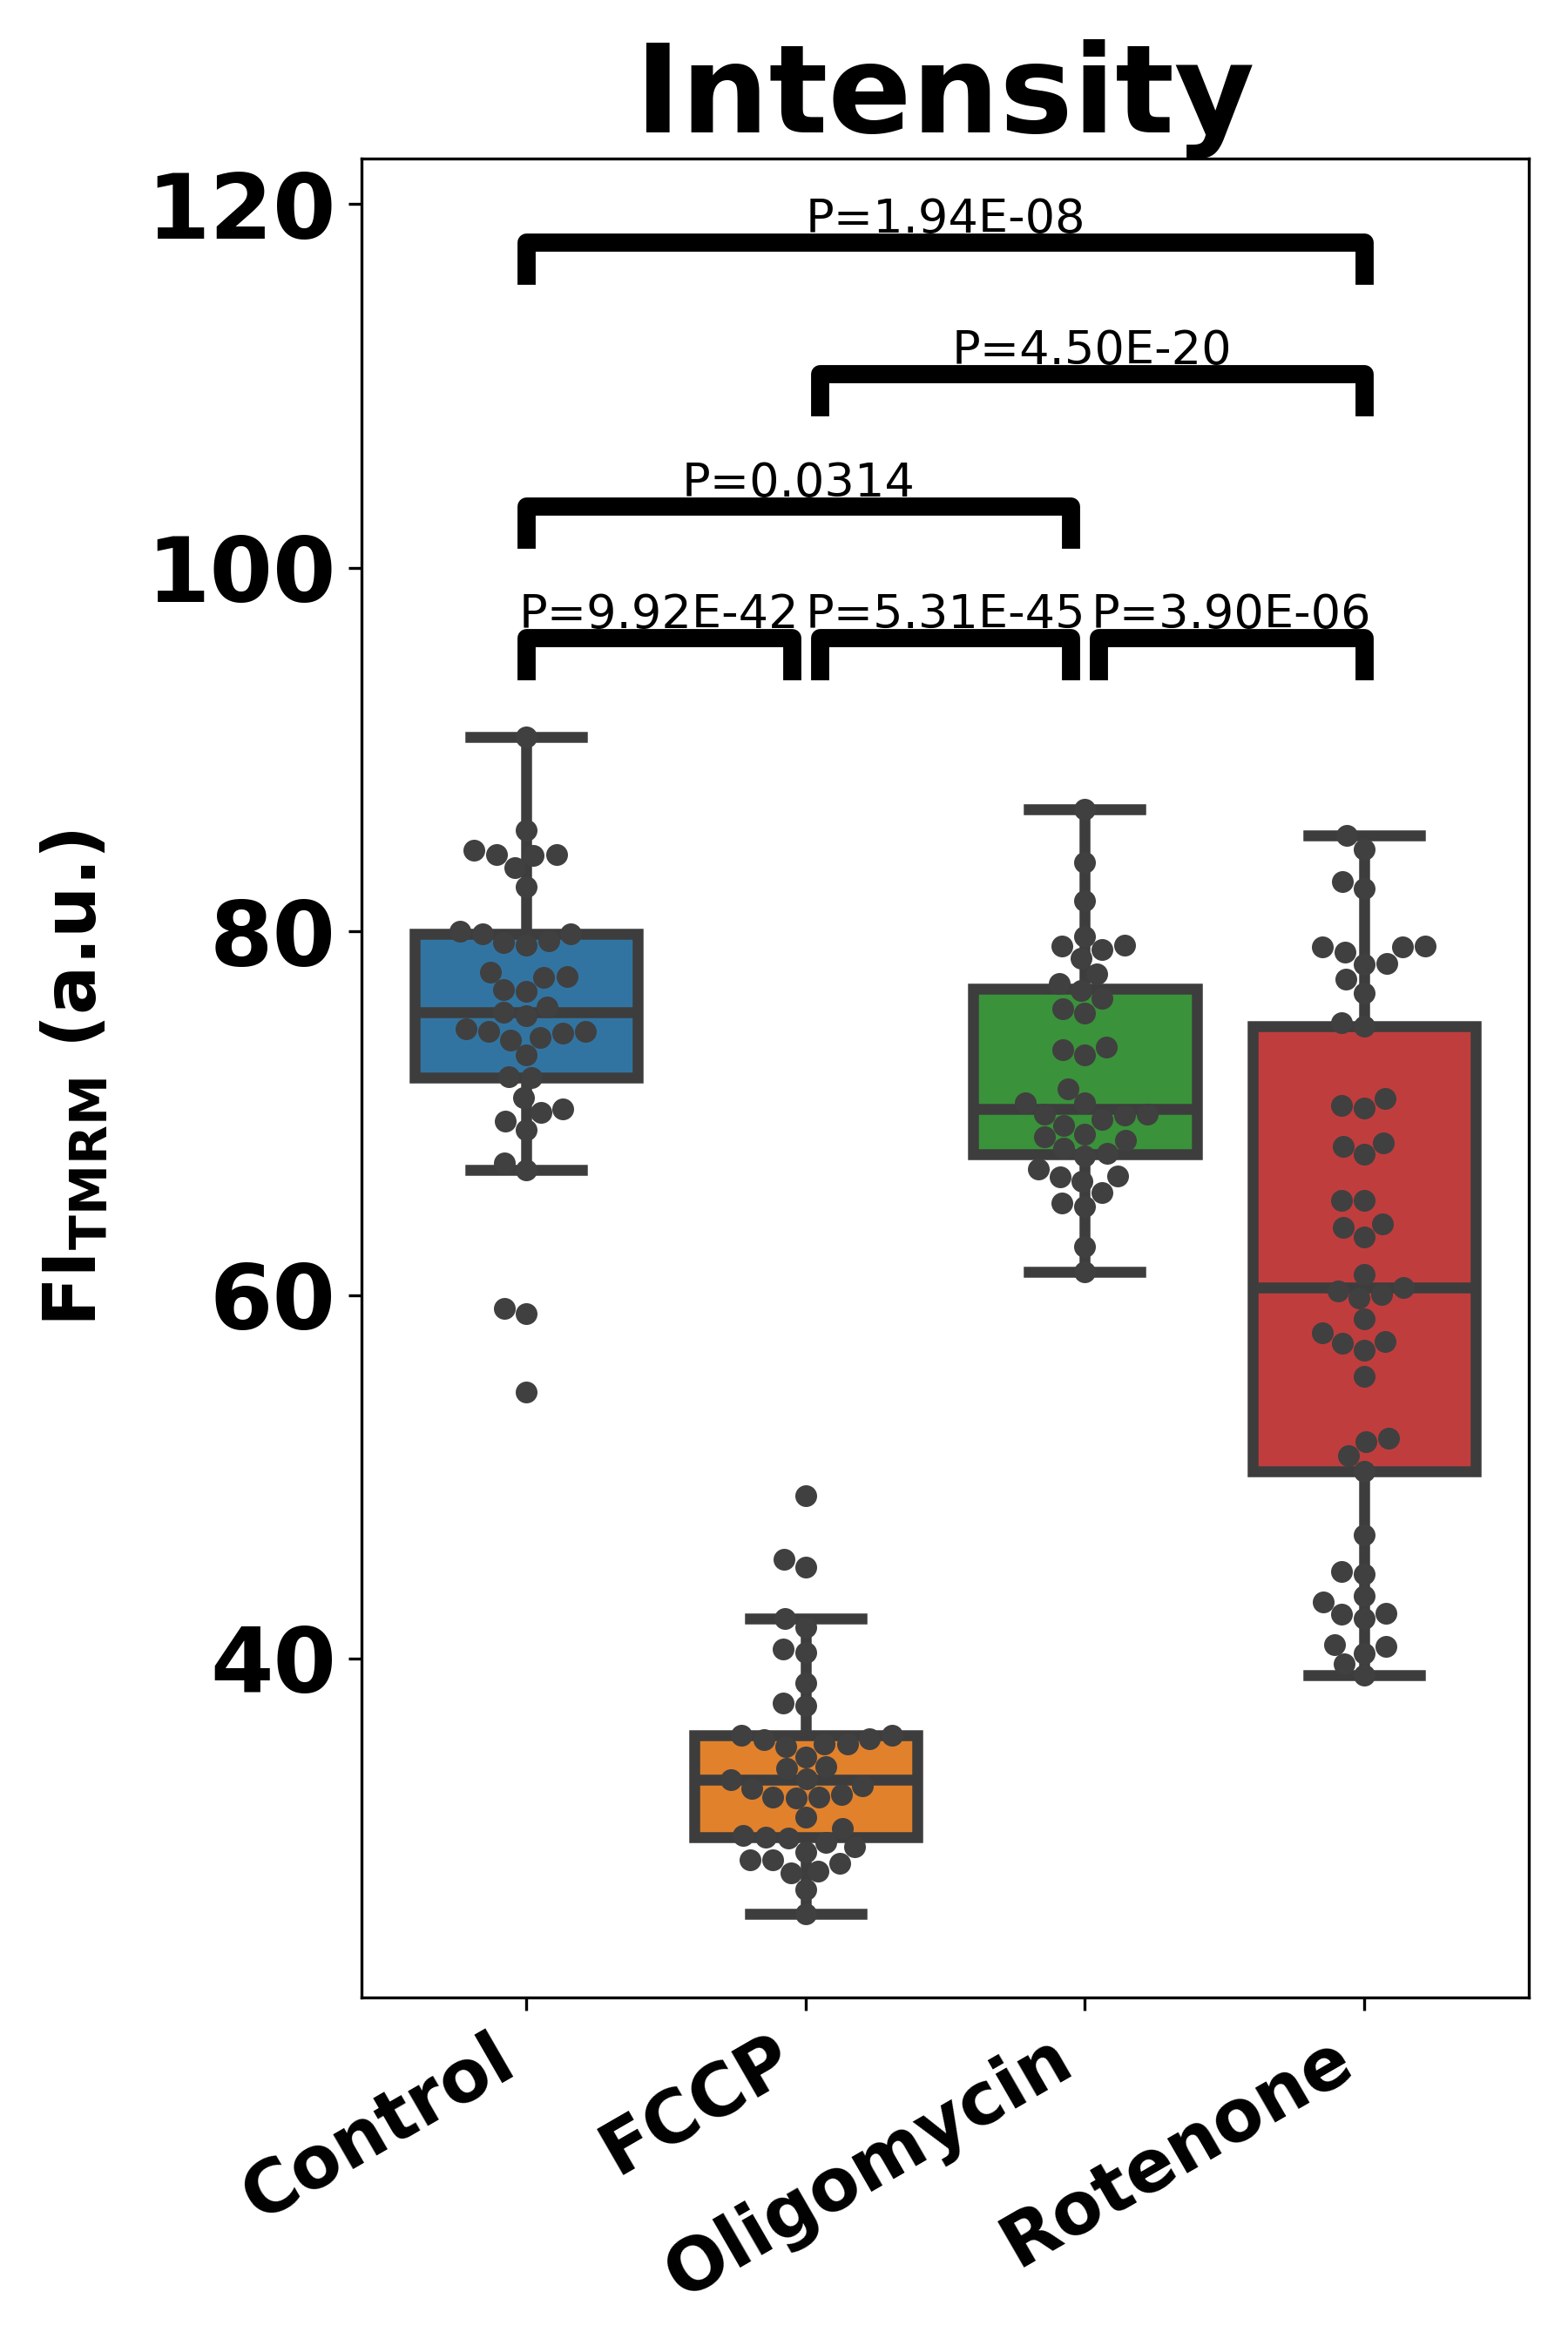 Intensity
120
P=1.94E-08
P=4.50E-20
P=0.0314
100
P=9.92E-42 P=5.31E-45 P=3.90E-06
80
FI_TMRM (a.u.)
60
40
Control
FCCP
Oligomycin
Rotenone